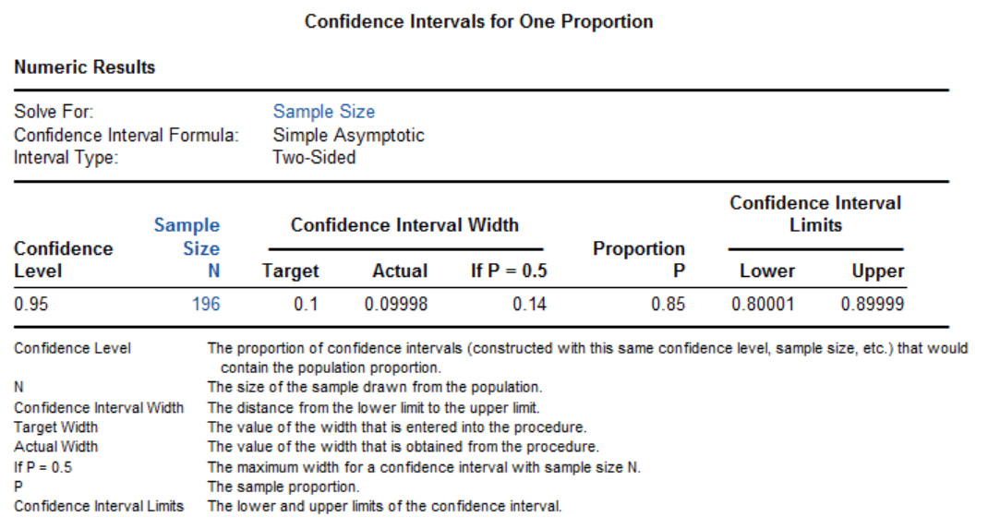 Confidence Intervals for One Proportion
Numeric Results
Solve For: Sample Size
Confidence Interval Formula: Simple Asymptotic
Interval Type: Two-Sided
Confidence Interval
Sample Confidence Interval Width Limits
Confidence Size Proportion
Level N Target Actual If P = 0.5 P Lower Upper
0.95 196 0.1 0.09998 0.14 0.85 0.80001 0.89999
Confidence Level The proportion of confidence intervals (constructed with this same confidence level, sample size, etc.) that would
contain the population proportion.
N The size of the sample drawn from the population.
Confidence Interval Width The distance from the lower limit to the upper limit.
Target Width The value of the width that is entered into the procedure.
Actual Width The value of the width that is obtained from the procedure.
If P = 0.5 The maximum width for a confidence interval with sample size N.
P The sample proportion.
Confidence Interval Limits The lower and upper limits of the confidence interval.